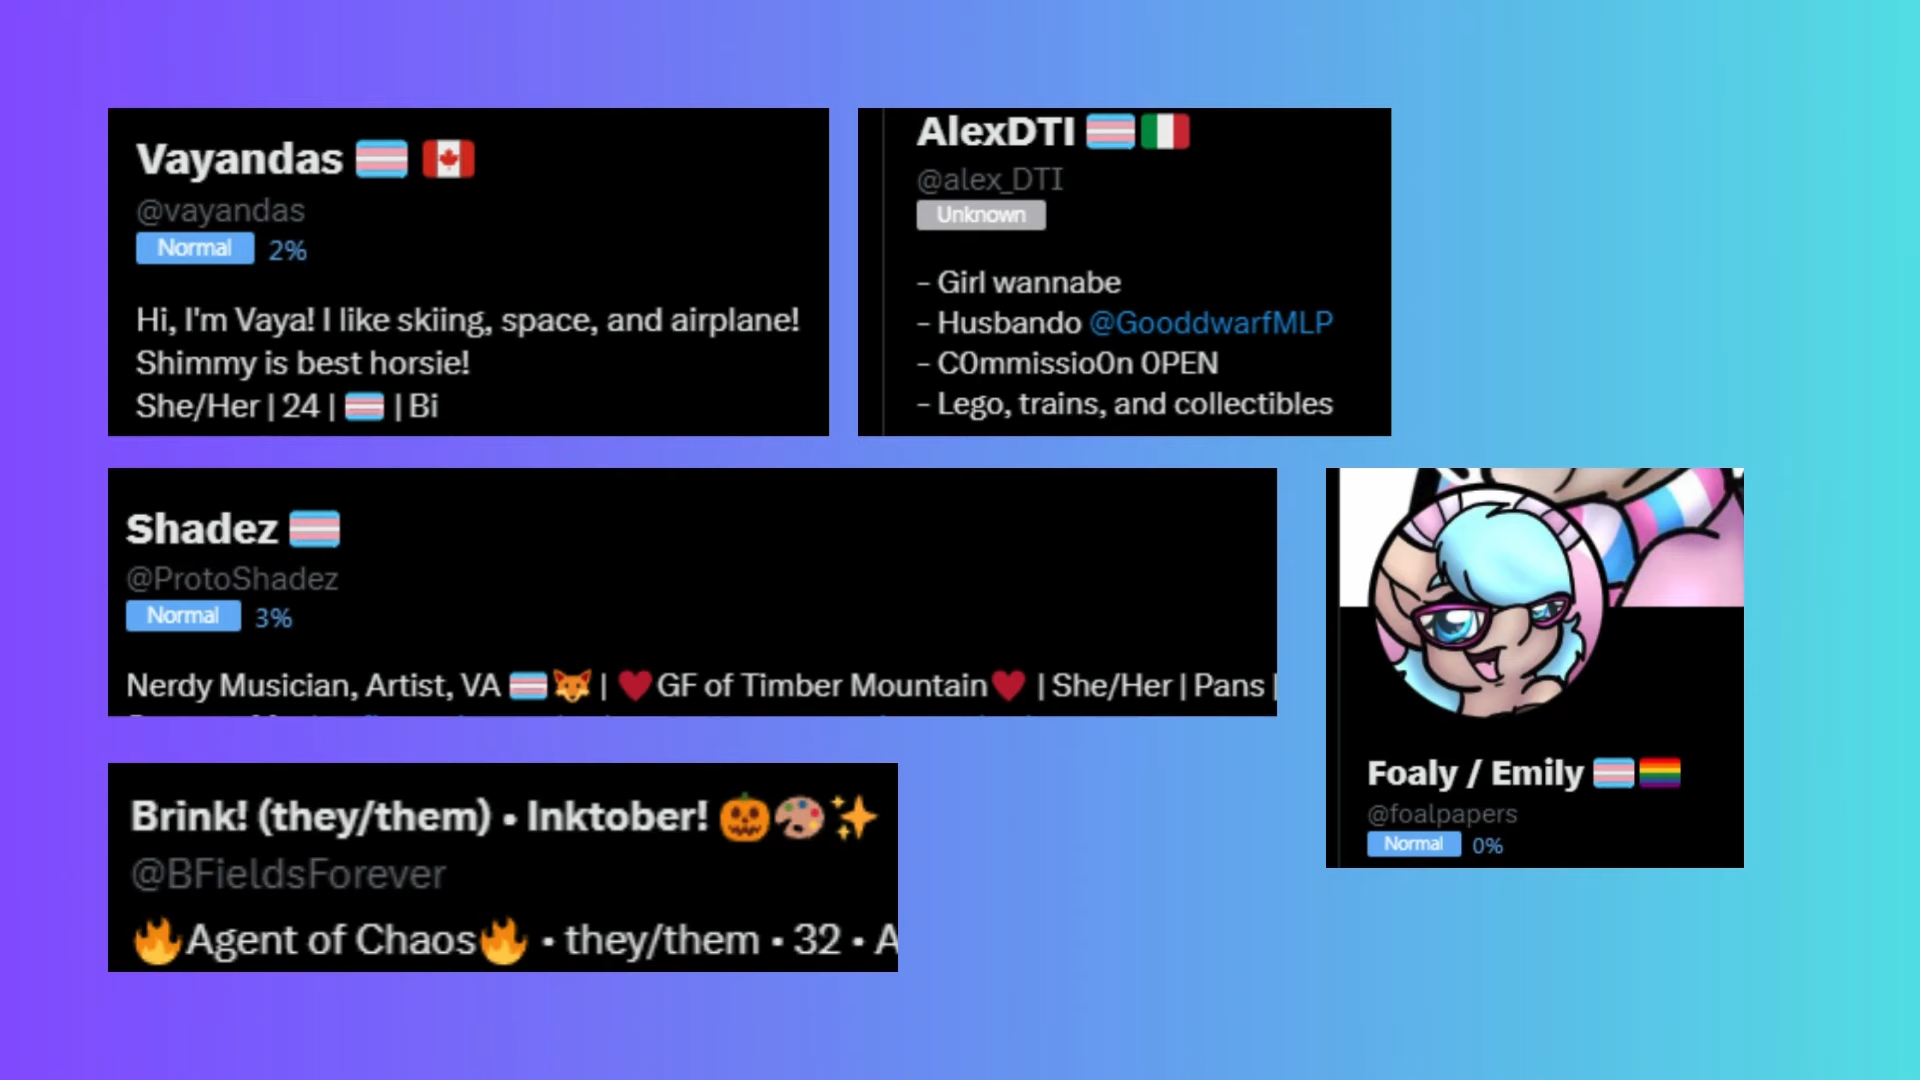 Vayandas 🏳️‍⚧️ 🇨🇦
@vayandas
Normal 2%
Hi, I'm Vaya! I like skiing, space, and airplane!
Shimmy is best horsie!
She/Her | 24 | 🏳️‍⚧️ | Bi
AlexDTI 🏳️‍⚧️🇮🇹
@alex_DTI
Unknown
- Girl wannabe
- Husbando @GooddwarfMLP
- C0mmissio0n 0PEN
- Lego, trains, and collectibles
Shadez 🏳️‍⚧️
@ProtoShadez
Normal 3%
Nerdy Musician, Artist, VA 🏳️‍⚧️🦊 | ♥️GF of Timber Mountain♥️ | She/Her | Pans |
Foaly / Emily 🏳️‍⚧️🏳️‍🌈
@foalpapers
Normal 0%
Brink! (they/them) • Inktober! 🎃🎨✨
@BFieldsForever
🔥Agent of Chaos🔥 • they/them • 32 • A